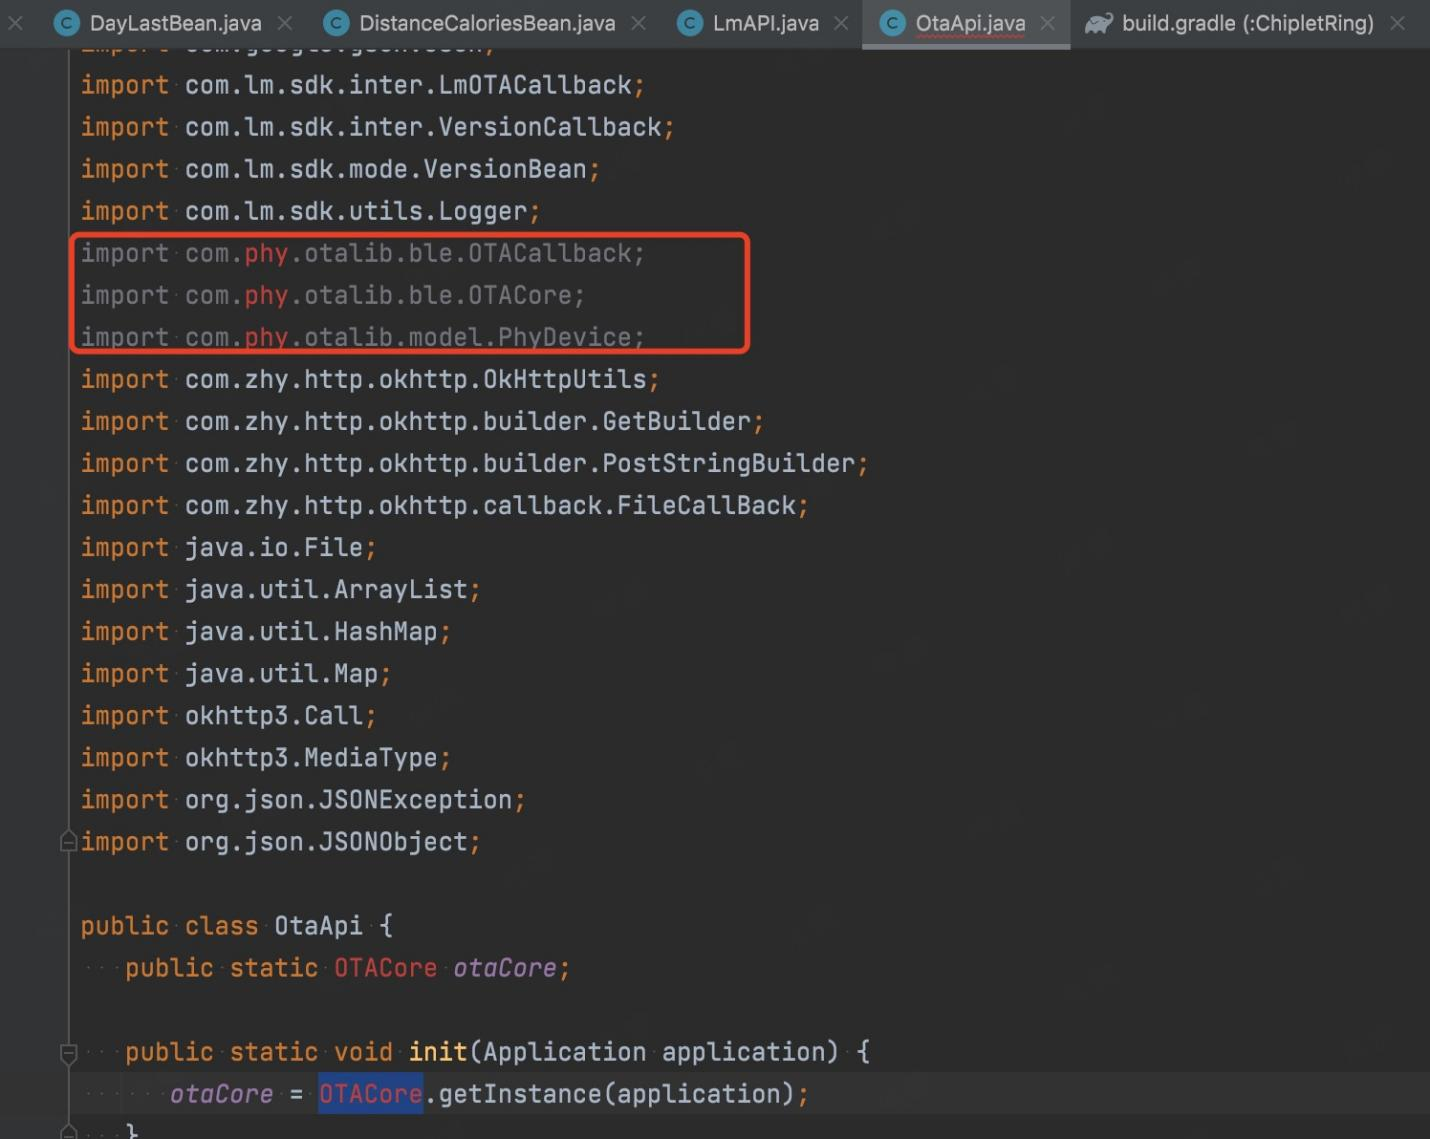 DayLastBean.java DistanceCaloriesBean.java LmAPI.java OtaApi.java build.gradle (:ChipletRing)
import com.google.gson.Gson;
import com.lm.sdk.inter.LmOTACallback;
import com.lm.sdk.inter.VersionCallback;
import com.lm.sdk.mode.VersionBean;
import com.lm.sdk.utils.Logger;
import com.phy.otalib.ble.OTACallback;
import com.phy.otalib.ble.OTACore;
import com.phy.otalib.model.PhyDevice;
import com.zhy.http.okhttp.OkHttpUtils;
import com.zhy.http.okhttp.builder.GetBuilder;
import com.zhy.http.okhttp.builder.PostStringBuilder;
import com.zhy.http.okhttp.callback.FileCallBack;
import java.io.File;
import java.util.ArrayList;
import java.util.HashMap;
import java.util.Map;
import okhttp3.Call;
import okhttp3.MediaType;
import org.json.JSONException;
import org.json.JSONObject;
public class OtaApi {
public static OTACore otaCore;
public static void init(Application application) {
otaCore = OTACore.getInstance(application);
}